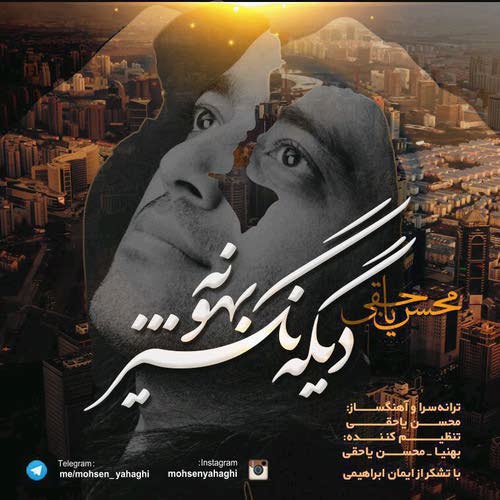 دیگه نگیر بهونه
محسن یاحقی
ترانه سرا و آهنگساز:
محسن یاحقی
تنظیم کننده:
بهنیا - محسن یاحقی
با تشکر از ایمان ابراهیمی
Telegram:
me/mohsen_yahaghi
Instagram:
mohsenyahaghi